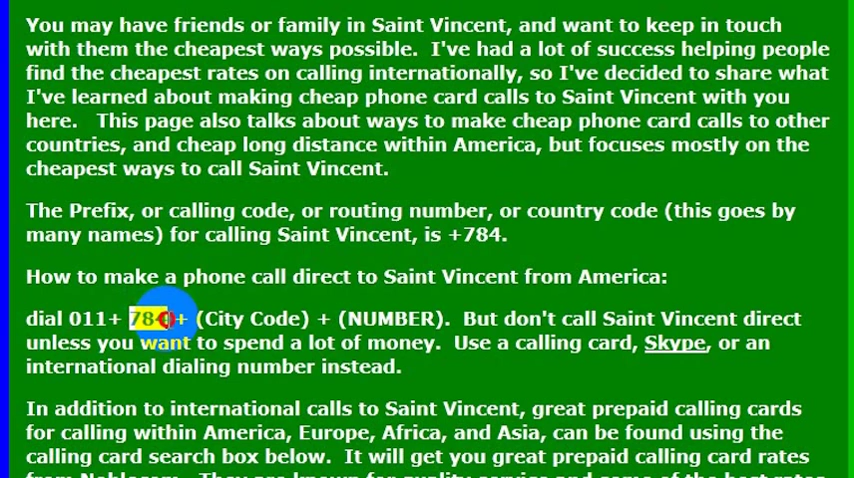 You may have friends or family in Saint Vincent, and want to keep in touch
with them the cheapest ways possible.  I've had a lot of success helping people
find the cheapest rates on calling internationally, so I've decided to share what
I've learned about making cheap phone card calls to Saint Vincent with you
here.   This page also talks about ways to make cheap phone card calls to other
countries, and cheap long distance within America, but focuses mostly on the
cheapest ways to call Saint Vincent.
The Prefix, or calling code, or routing number, or country code (this goes by
many names) for calling Saint Vincent, is +784.
How to make a phone call direct to Saint Vincent from America:
dial 011+ 784 + (City Code) + (NUMBER).  But don't call Saint Vincent direct
unless you want to spend a lot of money.  Use a calling card, Skype, or an
international dialing number instead.
In addition to international calls to Saint Vincent, great prepaid calling cards
for calling within America, Europe, Africa, and Asia, can be found using the
calling card search box below.  It will get you great prepaid calling card rates